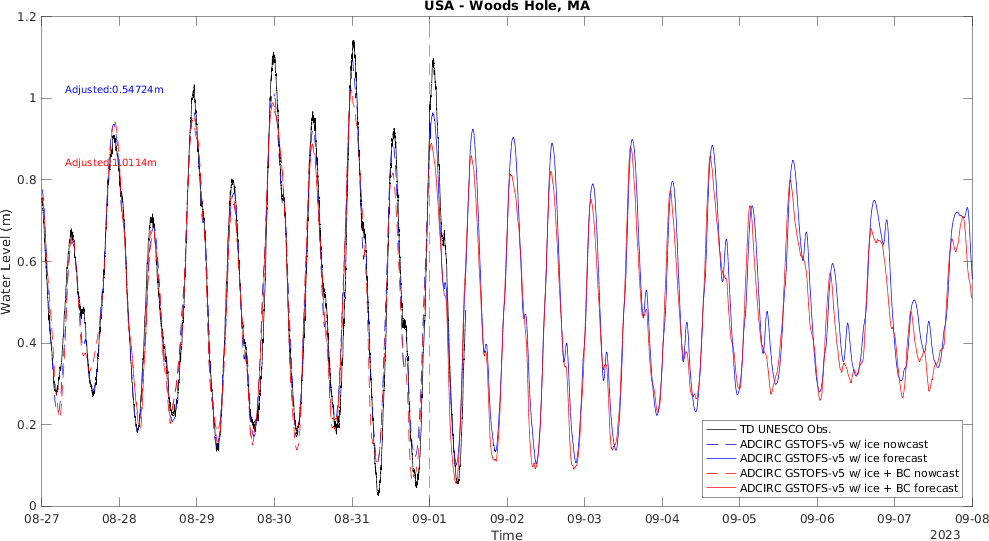 USA - Woods Hole, MA
1.2
1
0.8
0.6
0.4
0.2
0
Water Level (m)
Adjusted:0.54724m
Adjusted:1.0114m
TD UNESCO Obs.
ADCIRC GSTOFS-v5 w/ ice nowcast
ADCIRC GSTOFS-v5 w/ ice forecast
ADCIRC GSTOFS-v5 w/ ice + BC nowcast
ADCIRC GSTOFS-v5 w/ ice + BC forecast
08-27 08-28 08-29 08-30 08-31 09-01 09-02 09-03 09-04 09-05 09-06 09-07 09-08
Time
2023